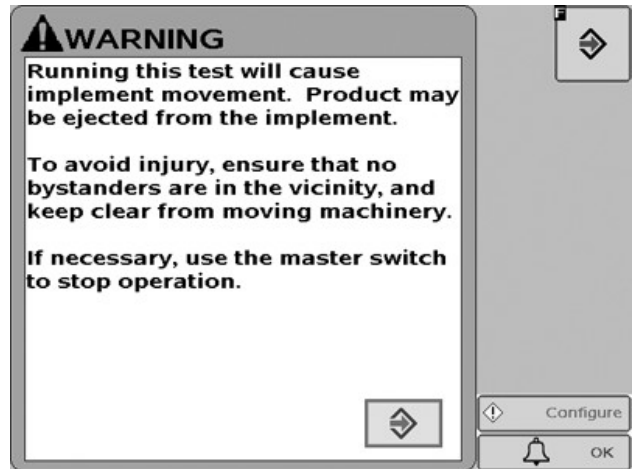 WARNING
F
Running this test will cause
implement movement. Product may
be ejected from the implement.
To avoid injury, ensure that no
bystanders are in the vicinity, and
keep clear from moving machinery.
If necessary, use the master switch
to stop operation.
Configure
OK